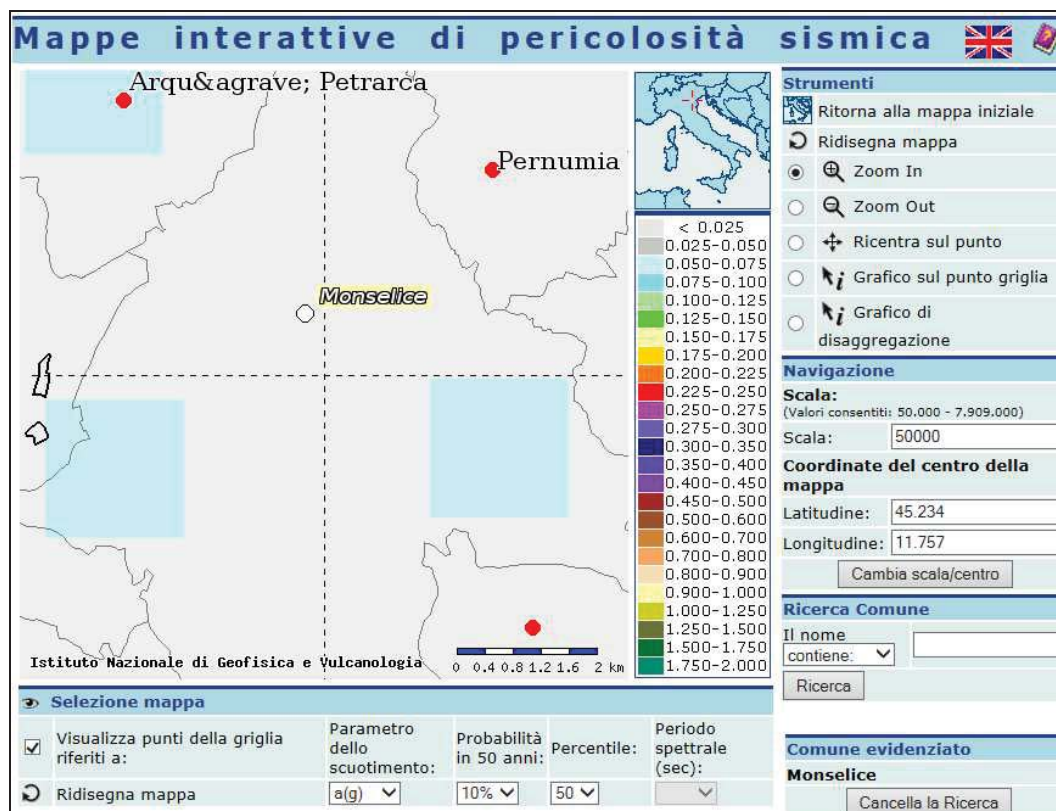 Mappe interattive di pericolosità sismica
Arqu&agrave; Petrarca
Pernumia
Monselice
Istituto Nazionale di Geofisica e Vulcanologia
0 0.4 0.8 1.2 1.6 2 km
< 0.025
0.025-0.050
0.050-0.075
0.075-0.100
0.100-0.125
0.125-0.150
0.150-0.175
0.175-0.200
0.200-0.225
0.225-0.250
0.250-0.275
0.275-0.300
0.300-0.350
0.350-0.400
0.400-0.450
0.450-0.500
0.500-0.600
0.600-0.700
0.700-0.800
0.800-0.900
0.900-1.000
1.000-1.250
1.250-1.500
1.500-1.750
1.750-2.000
Strumenti
Ritorna alla mappa iniziale
Ridisegna mappa
Zoom In
Zoom Out
Ricentra sul punto
i Grafico sul punto griglia
i Grafico di
disaggregazione
Navigazione
Scala:
(Valori consentiti: 50.000 - 7.909.000)
Scala: 50000
Coordinate del centro della
mappa
Latitudine: 45.234
Longitudine: 11.757
Cambia scala/centro
Ricerca Comune
Il nome
contiene:
Ricerca
Comune evidenziato
Monselice
Cancella la Ricerca
Selezione mappa
Visualizza punti della griglia
riferiti a:
Parametro
dello
scuotimento:
Probabilità
in 50 anni:
Percentile:
Periodo
spettrale
(sec):
Ridisegna mappa
a(g) 10% 50